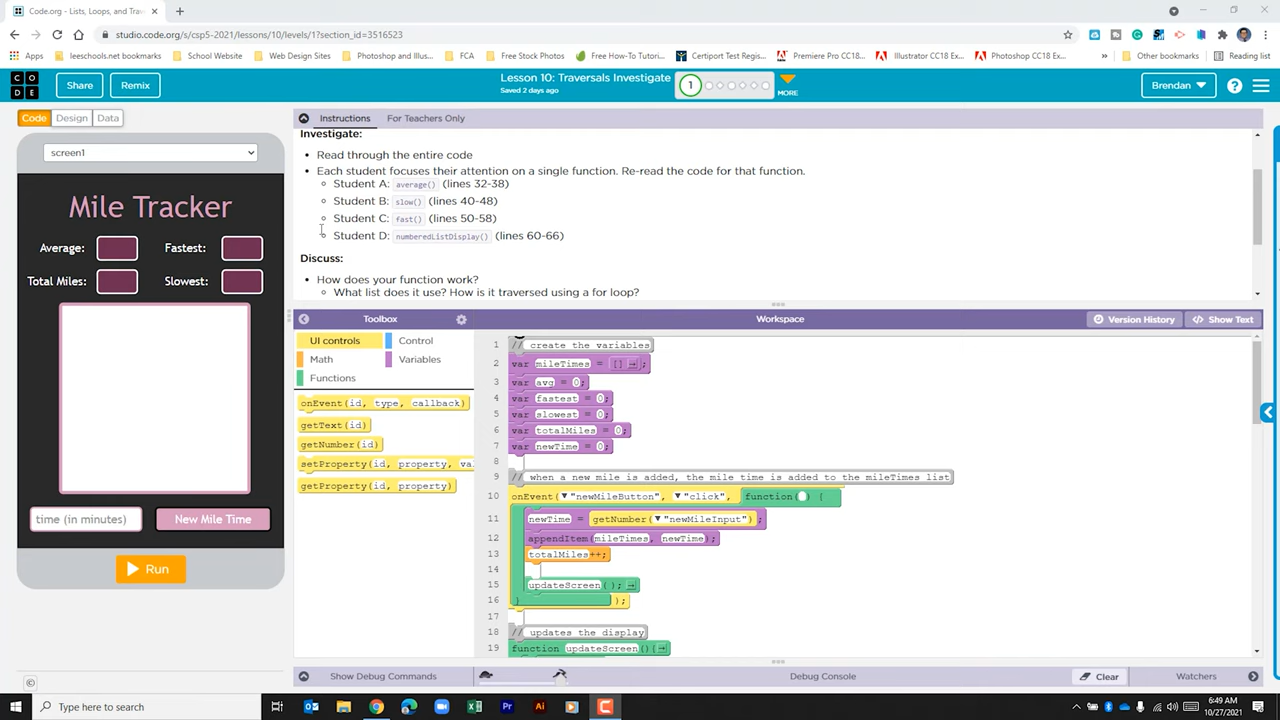 Code.org - Lists, Loops, and Trav
studio.code.org/lessons/10/levels/1?section_id=3516523
Apps leeschools.net bookmarks School Website Web Design Sites Photoshop and Illus... FCA Free Stock Photos Free How-To Tutori... Certiport Test Regis... Premiere Pro CC18... Illustrator CC18 Ex... Photoshop CC18 Ex... » Other bookmarks Reading list
CODE Share Remix Lesson 10: Traversals Investigate 1 MORE Brendan ?
Saved 2 days ago
Code Design Data
Instructions For Teachers Only
screen1
Mile Tracker
Average: Fastest:
Total Miles: Slowest:
time (in minutes) New Mile Time
Run
Investigate:
Read through the entire code
Each student focuses their attention on a single function. Re-read the code for that function.
Student A: average() (lines 32-38)
Student B: slow() (lines 40-48)
Student C: fast() (lines 50-58)
Student D: numberedListDisplay() (lines 60-66)
Discuss:
How does your function work?
What list does it use? How is it traversed using a for loop?
Toolbox Workspace Version History Show Text
UI controls Control
Math Variables
Functions
onEvent(id, type, callback)
getText(id)
getNumber(id)
setProperty(id, property, val
getProperty(id, property)
1 // create the variables
2 var mileTimes = [];
3 var avg = 0;
4 var fastest = 0;
5 var slowest = 0;
6 var totalMiles = 0;
7 var newTime = 0;
8
9 // when a new mile is added, the mile time is added to the mileTimes list
10 onEvent("newMileButton", "click", function() {
11 newTime = getNumber("newMileInput");
12 appendItem(mileTimes, newTime);
13 totalMiles++;
14
15 updateScreen();
16 });
17
18 // updates the display
19 function updateScreen(){
Show Debug Commands Debug Console Clear Watchers
Type here to search
6:49 AM
10/27/2021